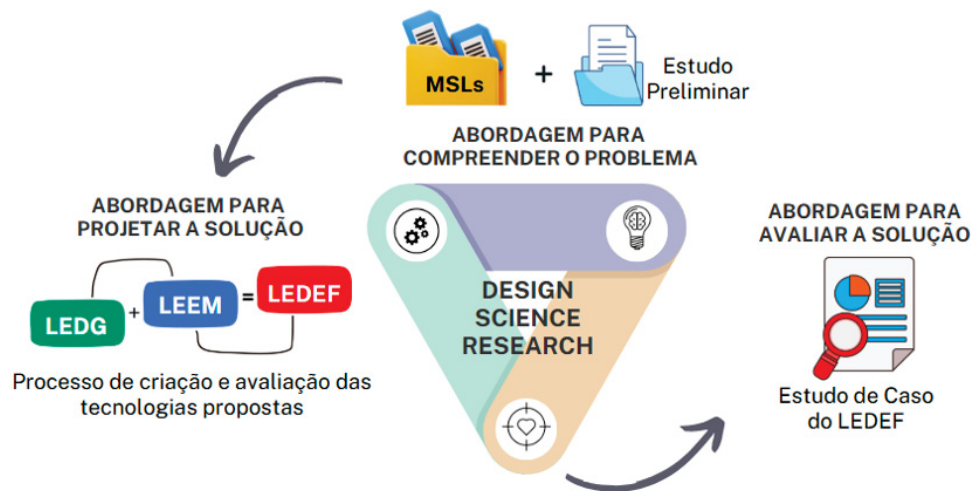 MSLs
+
Estudo
Preliminar
ABORDAGEM PARA
COMPREENDER O PROBLEMA
ABORDAGEM PARA
PROJETAR A SOLUÇÃO
LEDG + LEEM = LEDEF
Processo de criação e avaliação das
tecnologias propostas
DESIGN
SCIENCE
RESEARCH
ABORDAGEM PARA
AVALIAR A SOLUÇÃO
Estudo de Caso
do LEDEF